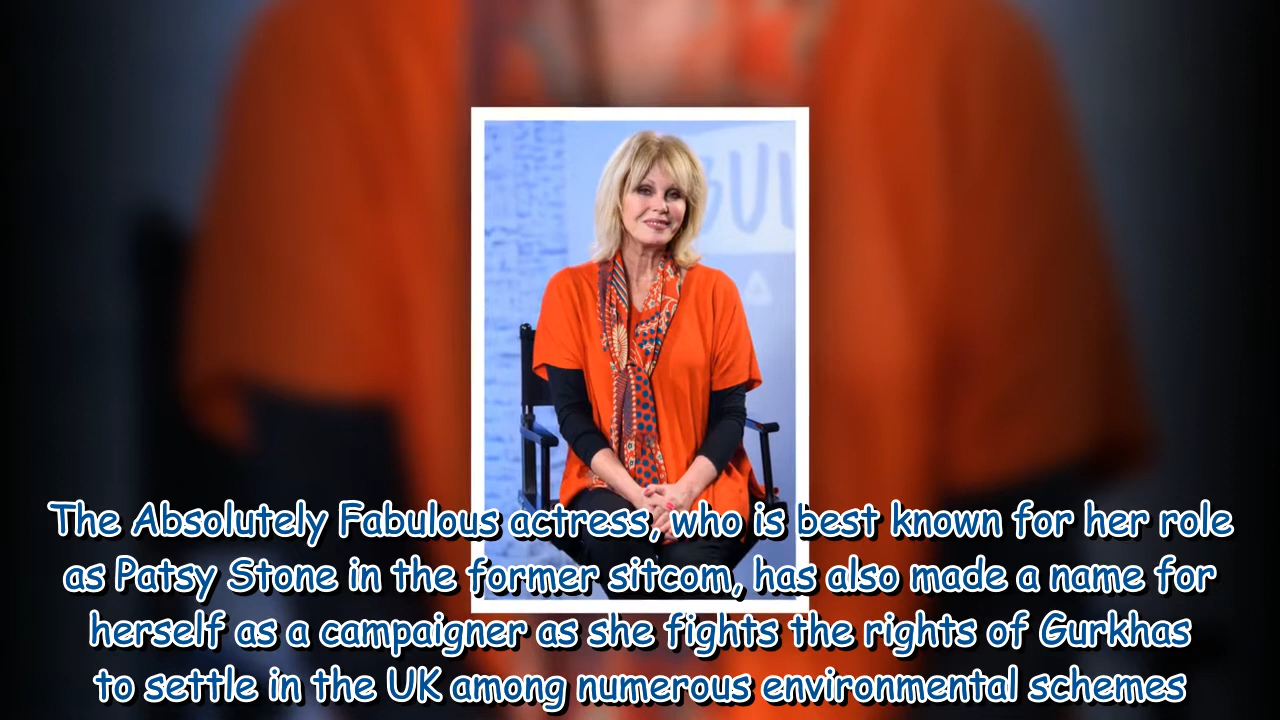 The Absolutely Fabulous actress, who is best known for her role
as Patsy Stone in the former sitcom, has also made a name for
herself as a campaigner as she fights the rights of Gurkhas
to settle in the UK among numerous environmental schemes